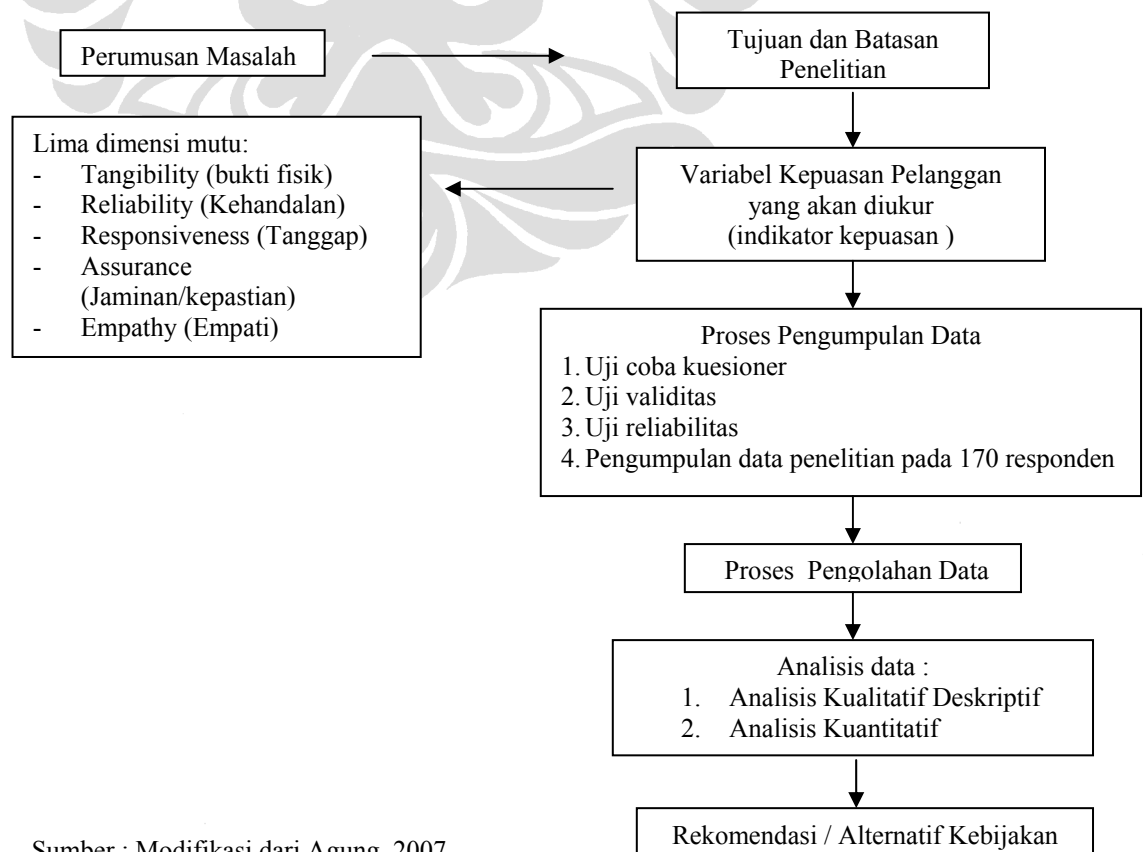 Perumusan Masalah
Tujuan dan Batasan
Penelitian
Lima dimensi mutu:
- Tangibility (bukti fisik)
- Reliability (Kehandalan)
- Responsiveness (Tanggap)
- Assurance
(Jaminan/kepastian)
- Empathy (Empati)
Variabel Kepuasan Pelanggan
yang akan diukur
(indikator kepuasan )
Proses Pengumpulan Data
1. Uji coba kuesioner
2. Uji validitas
3. Uji reliabilitas
4. Pengumpulan data penelitian pada 170 responden
Proses Pengolahan Data
Analisis data :
1. Analisis Kualitatif Deskriptif
2. Analisis Kuantitatif
Rekomendasi / Alternatif Kebijakan
Sumber : Modifikasi dari Agung, 2007